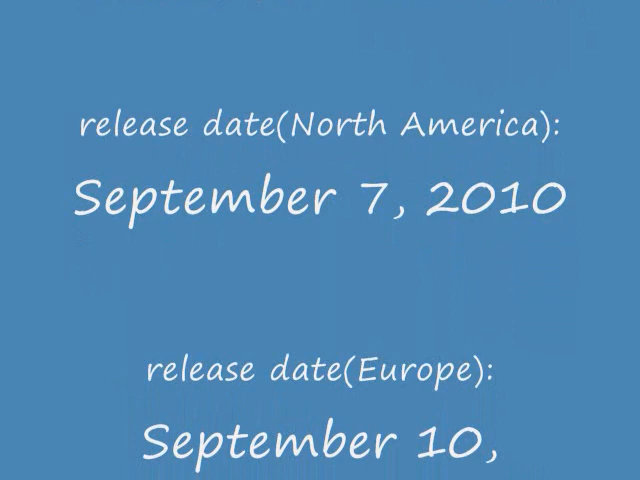 release date(North America):
September 7, 2010
release date(Europe):
September 10,